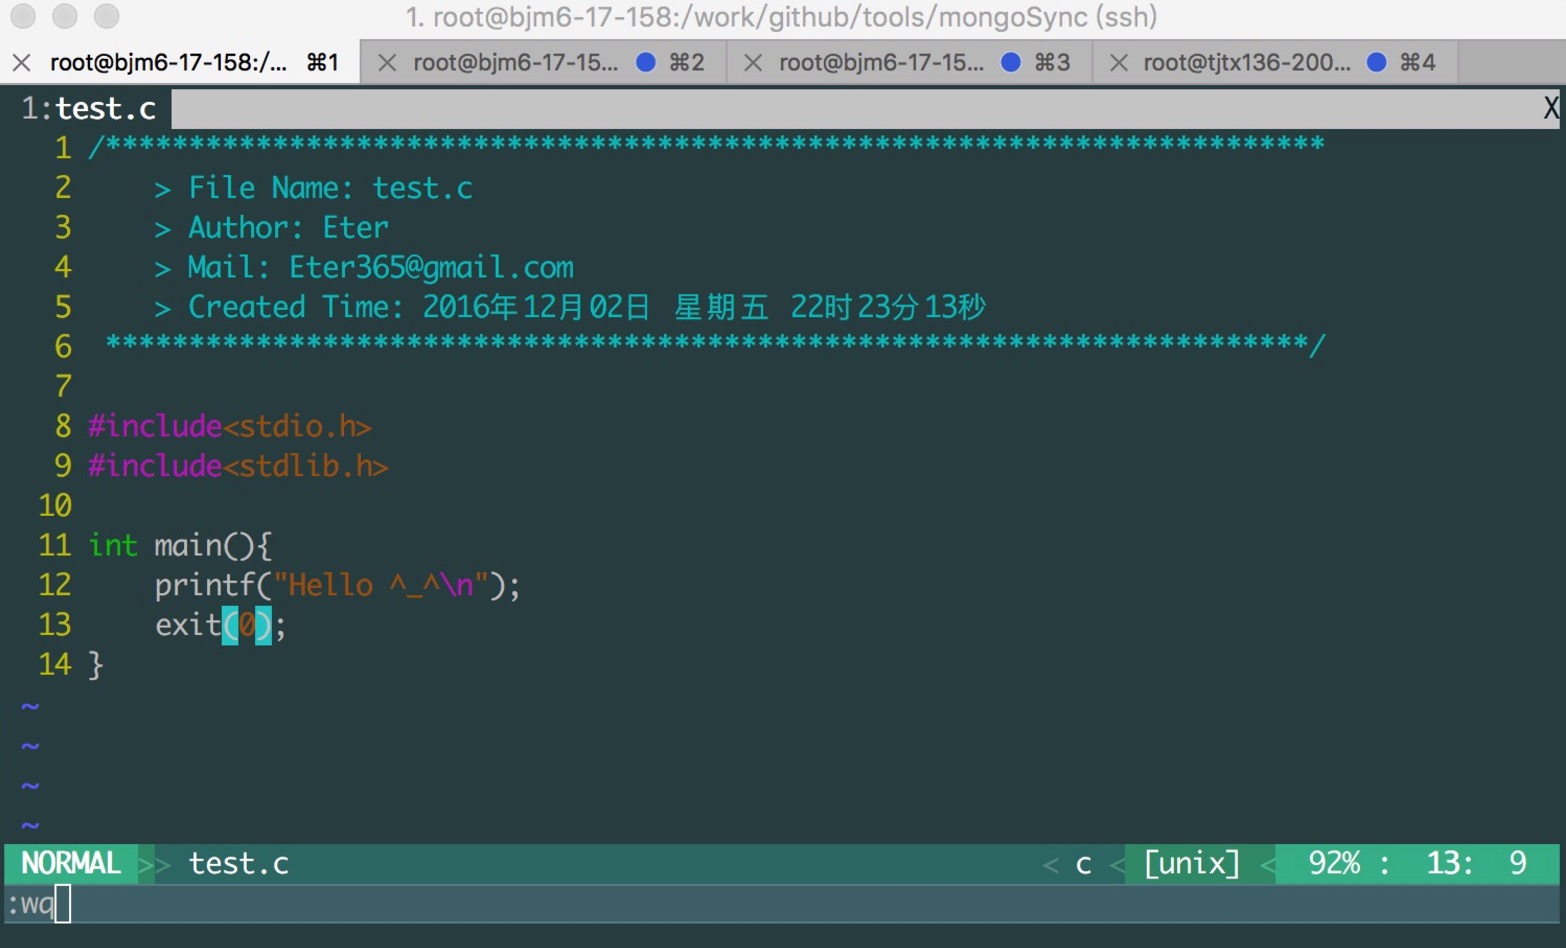 1. root@bjm6-17-158:/work/github/tools/mongoSync (ssh)
× root@bjm6-17-158:/... ⌘1 × root@bjm6-17-15... ⌘2 × root@bjm6-17-15... ⌘3 × root@tjtx136-200... ⌘4
1:test.c X
1 /*************************************************************************
2 > File Name: test.c
3 > Author: Eter
4 > Mail: Eter365@gmail.com
5 > Created Time: 2016年12月02日 星期五 22时23分13秒
6 ************************************************************************/
7
8 #include<stdio.h>
9 #include<stdlib.h>
10
11 int main(){
12 printf("Hello ^_^\n");
13 exit(0);
14 }
~
~
~
~
NORMAL >> test.c < c < [unix] < 92% : 13: 9
:wq